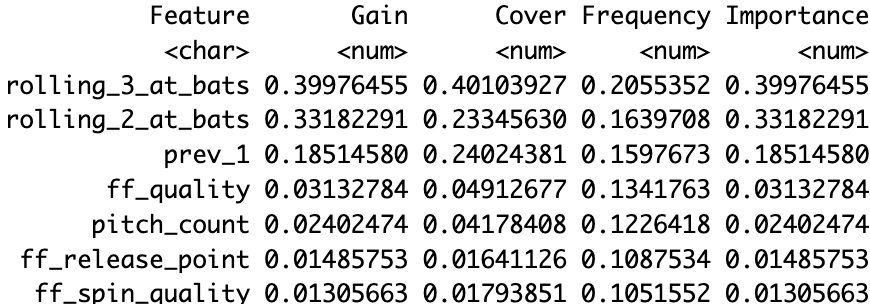 Feature Gain Cover Frequency Importance
<char> <num> <num> <num> <num>
rolling_3_at_bats 0.39976455 0.40103927 0.2055352 0.39976455
rolling_2_at_bats 0.33182291 0.23345630 0.1639708 0.33182291
prev_1 0.18514580 0.24024381 0.1597673 0.18514580
ff_quality 0.03132784 0.04912677 0.1341763 0.03132784
pitch_count 0.02402474 0.04178408 0.1226418 0.02402474
ff_release_point 0.01485753 0.01641126 0.1087534 0.01485753
ff_spin_quality 0.01305663 0.01793851 0.1051552 0.01305663